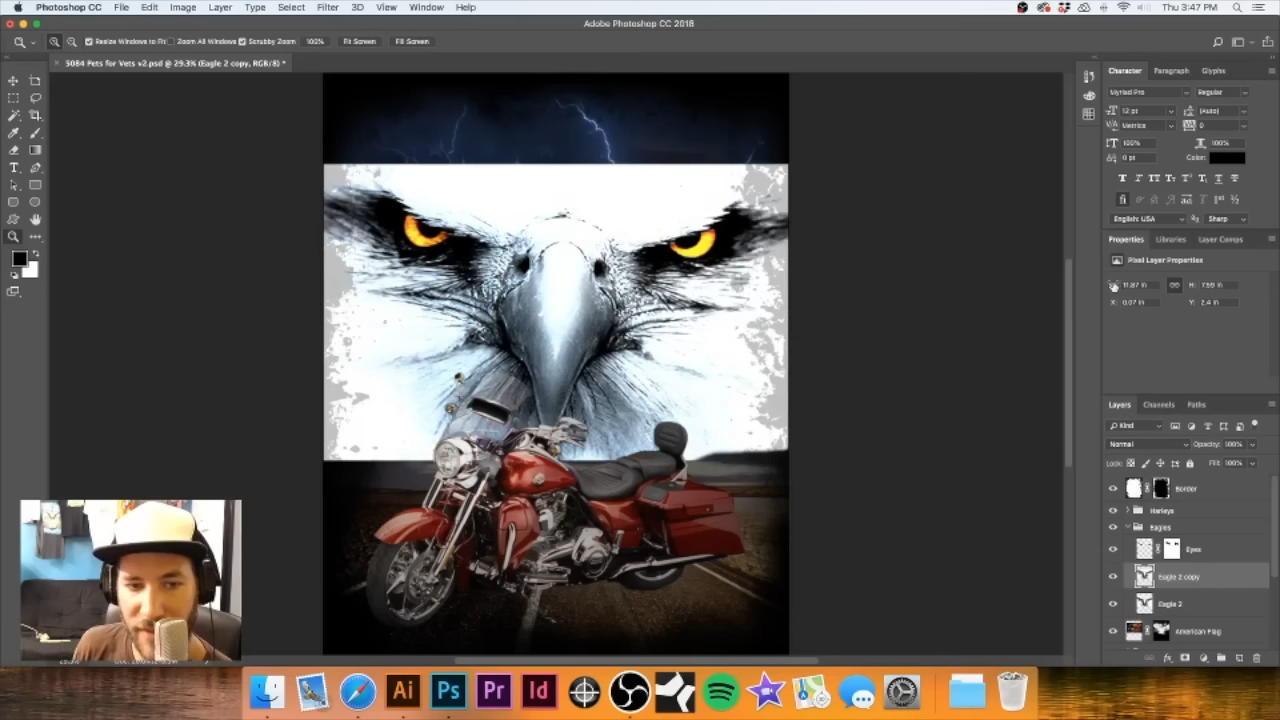 Photoshop CC File Edit Image Layer Type Select Filter 3D View Window Help Thu 3:47 PM
Adobe Photoshop CC 2018
Resize Windows to Fit Zoom All Windows Scrubby Zoom 100% Fit Screen Fill Screen
5084 Pets for Vets v2.psd @ 29.3% (Eagle 2 copy, RGB/8) *
Character Paragraph Glyphs
Myriad Pro Regular
12 pt (Auto)
Metrics 0
100% 100%
0 pt Color:
English: USA Sharp
Properties Libraries Layer Comps
Pixel Layer Properties
11.87 in H: 7.59 in
X: 0.07 in Y: 2.4 in
Layers Channels Paths
Kind
Normal Opacity: 100%
Lock: Fill: 100%
Border
Harleys
Eagles
Eyes
Eagle 2 copy
Eagle 2
American Flag
Ai Ps Pr Id